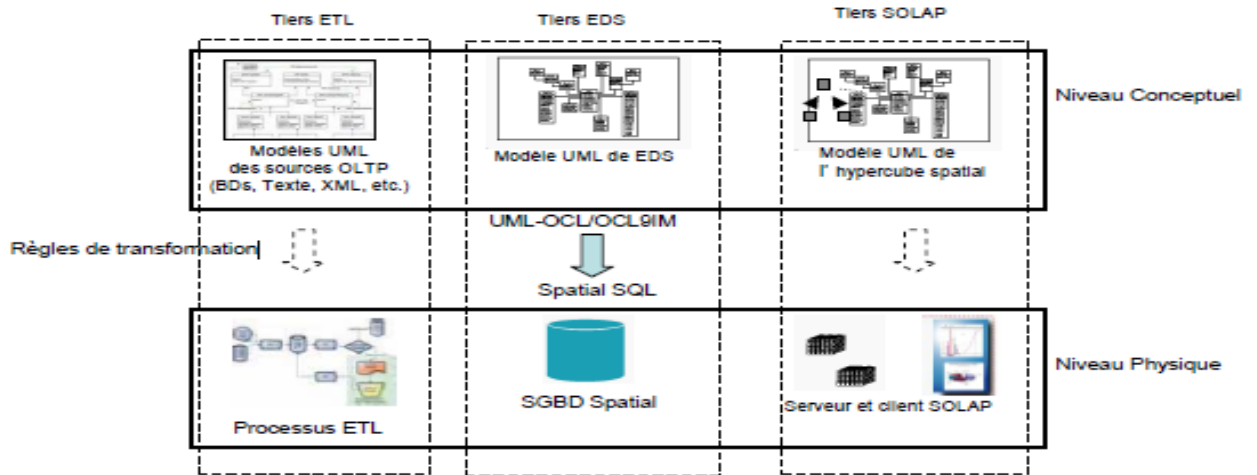 Tiers ETL
Tiers EDS
Tiers SOLAP
Niveau Conceptuel
Modèles UML
des sources OLTP
(BDs, Texte, XML, etc.)
Modèle UML de EDS
Modèle UML de
l' hypercube spatial
Règles de transformation
UML-OCL/OCL9IM
Spatial SQL
Niveau Physique
Processus ETL
SGBD Spatial
Serveur et client SOLAP